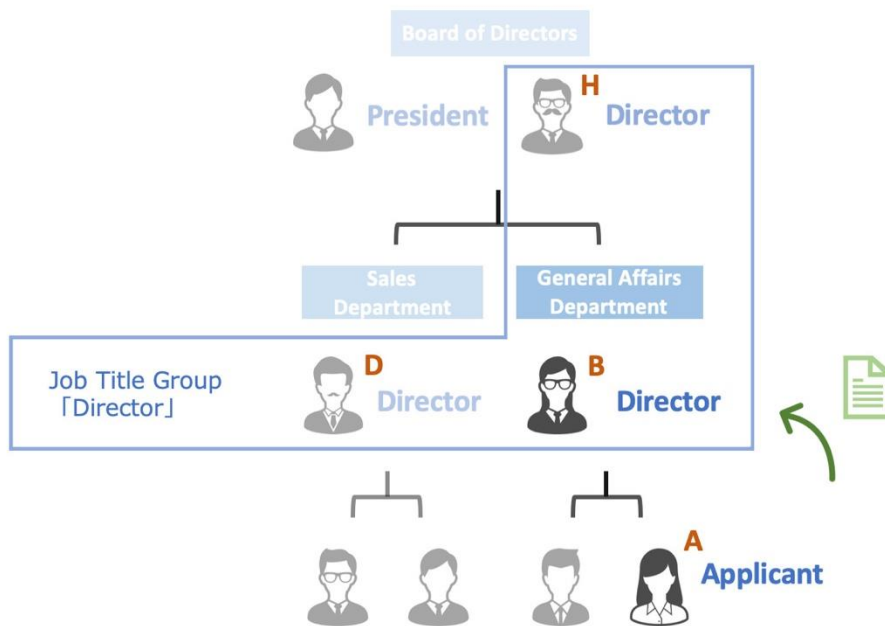 Board of Directors
President
H
Director
Sales
Department
General Affairs
Department
Job Title Group
「Director」
D
Director
B
Director
A
Applicant